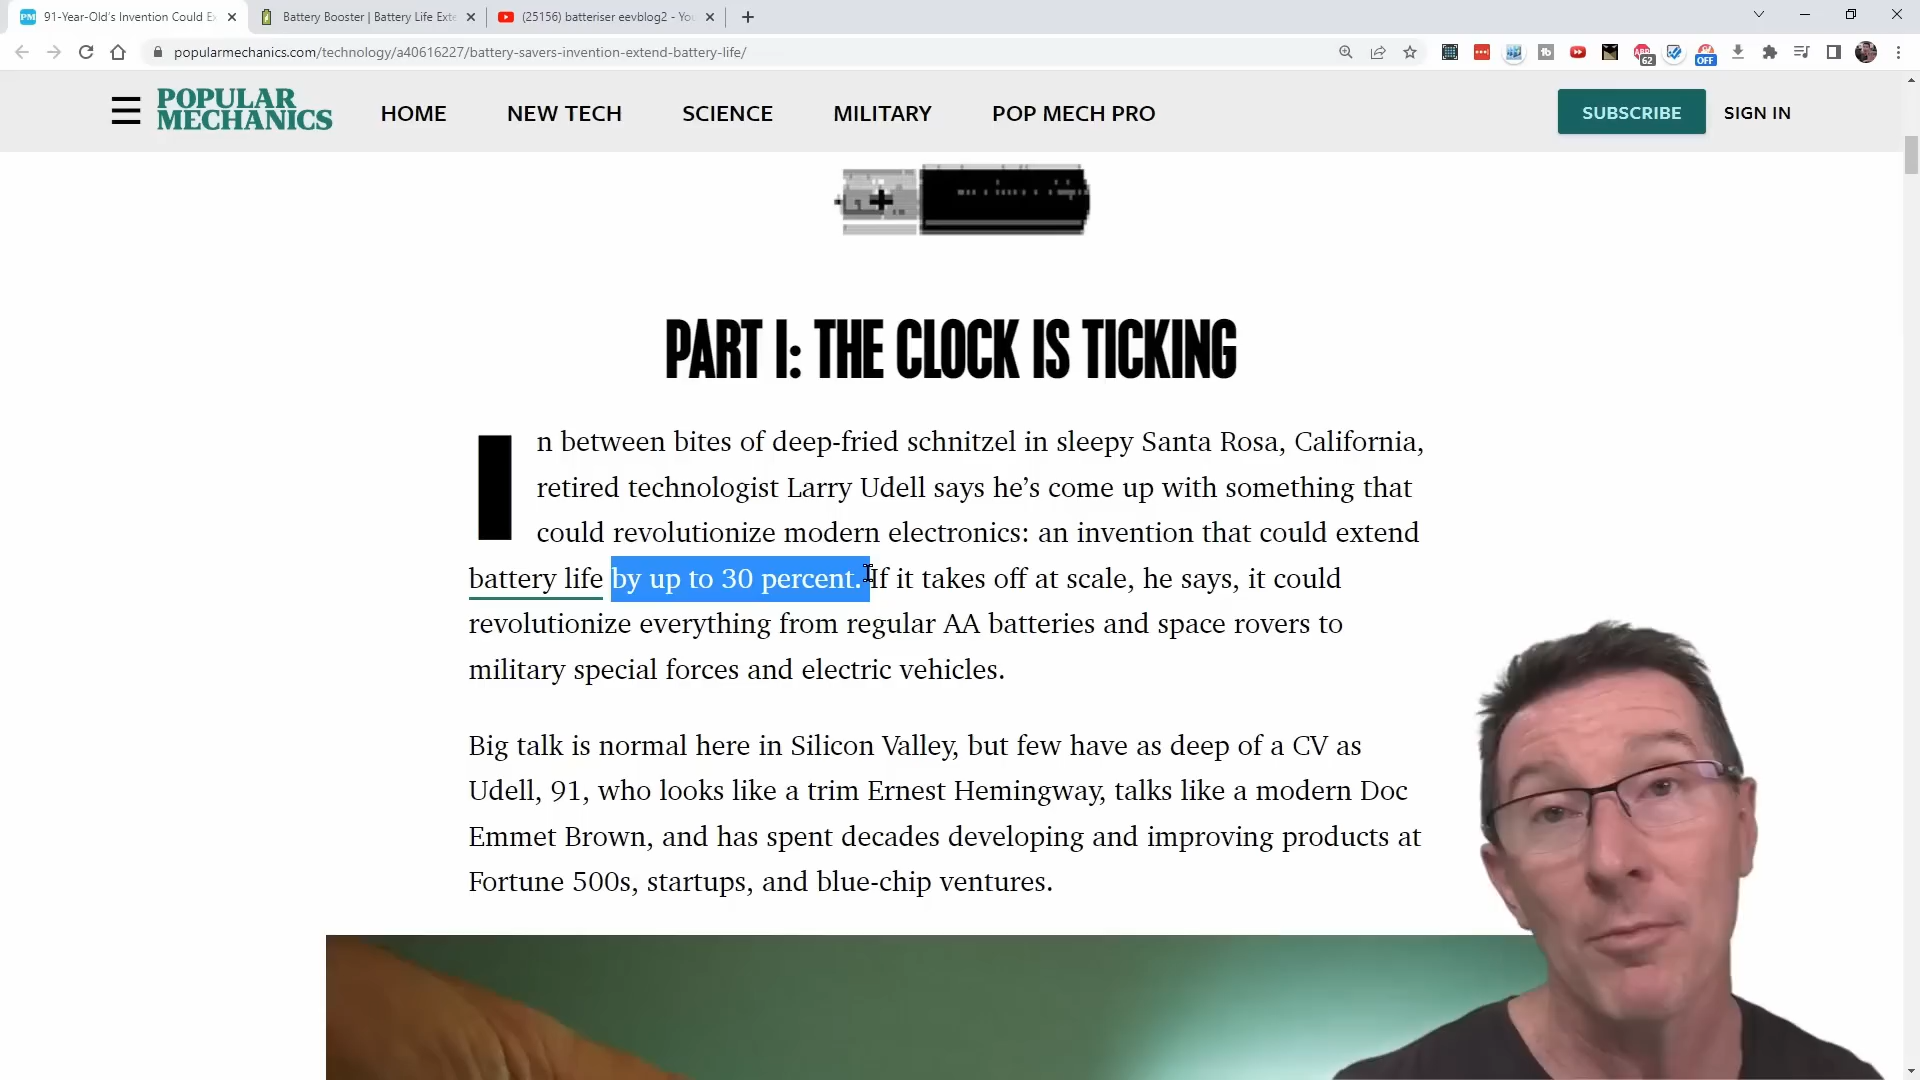 PM 91-Year-Old's Invention Could E
Battery Booster | Battery Life Exte
(25156) batteriser eevblog2 - You
popularmechanics.com/technology/a40616227/battery-savers-invention-extend-battery-life/
62
OFF
POPULAR
MECHANICS
HOME
NEW TECH
SCIENCE
MILITARY
POP MECH PRO
SUBSCRIBE
SIGN IN
+
PART I: THE CLOCK IS TICKING
In between bites of deep-fried schnitzel in sleepy Santa Rosa, California,
retired technologist Larry Udell says he's come up with something that
could revolutionize modern electronics: an invention that could extend
battery life by up to 30 percent. If it takes off at scale, he says, it could
revolutionize everything from regular AA batteries and space rovers to
military special forces and electric vehicles.
Big talk is normal here in Silicon Valley, but few have as deep of a CV as
Udell, 91, who looks like a trim Ernest Hemingway, talks like a modern Doc
Emmet Brown, and has spent decades developing and improving products at
Fortune 500s, startups, and blue-chip ventures.